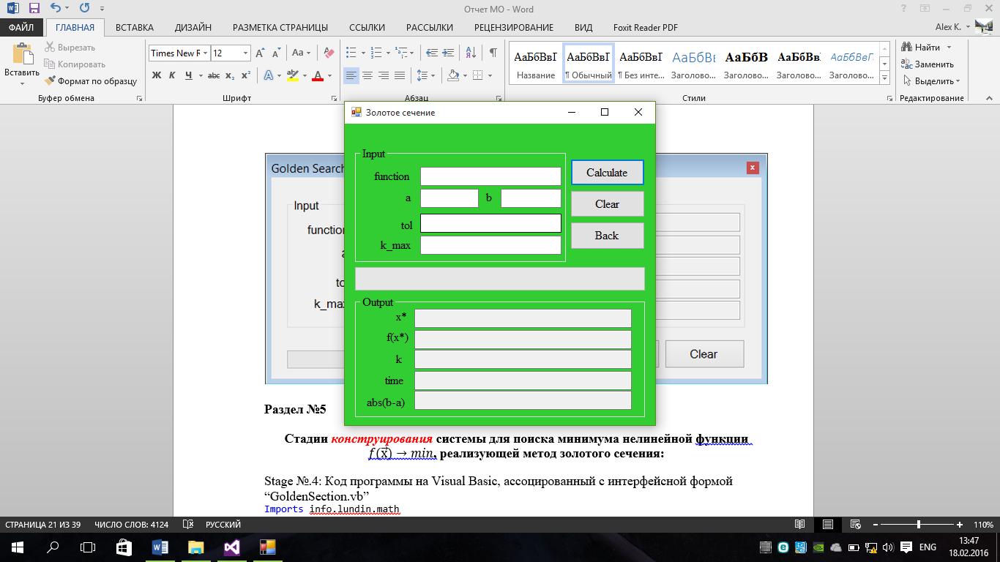 Отчет МО - Word
ФАЙЛ ГЛАВНАЯ ВСТАВКА ДИЗАЙН РАЗМЕТКА СТРАНИЦЫ ССЫЛКИ РАССЫЛКИ РЕЦЕНЗИРОВАНИЕ ВИД Foxit Reader PDF Alex K.
Вставить
Вырезать
Копировать
Формат по образцу
Буфер обмена
Times New R 12
Ж К Ч abc x₂ x² A ab A
Шрифт
Абзац
АаБбВвГ АаБбВвГ АаБбВвГ АаБбВ АаБбВ АаБбВв АаБбВвГ
Название ¶ Обычный ¶ Без инте... Заголово... Заголово... Заголово... Заголово...
Стили
Найти
Заменить
Выделить
Редактирование
Золотое сечение
Input
function
a b
tol
k_max
Calculate
Clear
Back
Output
x*
f(x*)
k
time
abs(b-a)
Golden Search
Input
function
k_max
Clear
Раздел №5
Стадии конструирования системы для поиска минимума нелинейной функции
f(x⃗) → min, реализующей метод золотого сечения:
Stage №.4: Код программы на Visual Basic, ассоциированный с интерфейсной формой
“GoldenSection.vb”
Imports info.lundin.math
СТРАНИЦА 21 ИЗ 39 ЧИСЛО СЛОВ: 4124 РУССКИЙ 110%
ENG 13:47
18.02.2016